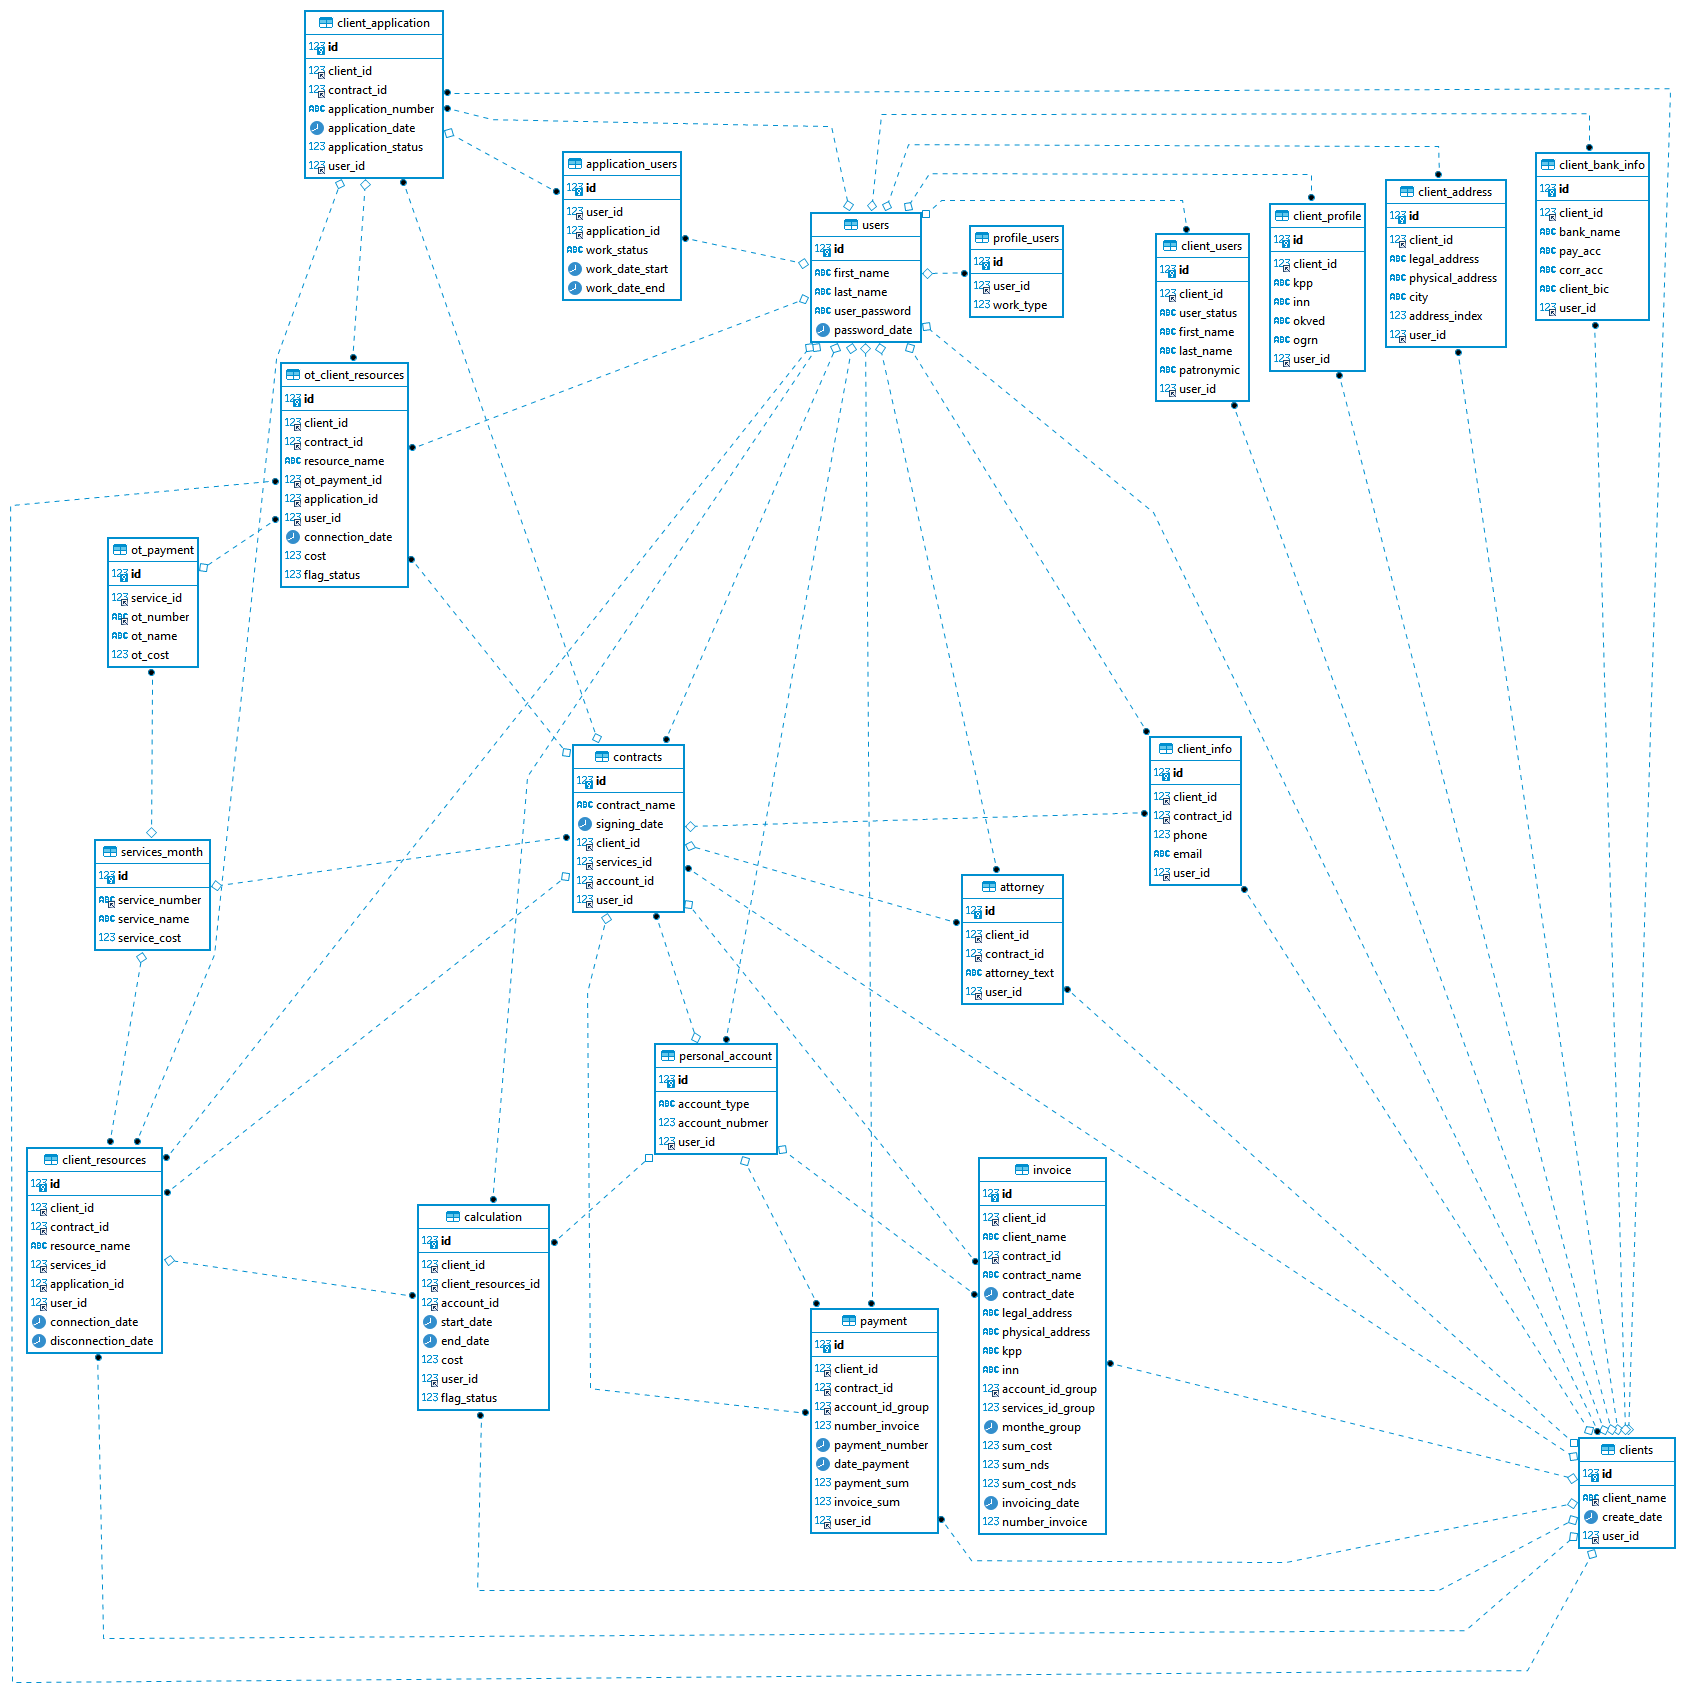 client_application
id
client_id
contract_id
application_number
application_date
application_status
user_id
application_users
id
user_id
application_id
work_status
work_date_start
work_date_end
users
id
first_name
last_name
user_password
password_date
profile_users
id
user_id
work_type
client_users
id
client_id
user_status
first_name
last_name
patronymic
user_id
client_profile
id
client_id
kpp
inn
okved
ogrn
user_id
client_address
id
client_id
legal_address
physical_address
city
address_index
user_id
client_bank_info
id
client_id
bank_name
pay_acc
corr_acc
client_bic
user_id
ot_client_resources
id
client_id
contract_id
resource_name
ot_payment_id
application_id
user_id
connection_date
cost
flag_status
ot_payment
id
service_id
ot_number
ot_name
ot_cost
contracts
id
contract_name
signing_date
client_id
services_id
account_id
user_id
client_info
id
client_id
contract_id
phone
email
user_id
services_month
id
service_number
service_name
service_cost
attorney
id
client_id
contract_id
attorney_text
user_id
personal_account
id
account_type
account_nubmer
user_id
client_resources
id
client_id
contract_id
resource_name
services_id
application_id
user_id
connection_date
disconnection_date
calculation
id
client_id
client_resources_id
account_id
start_date
end_date
cost
user_id
flag_status
payment
id
client_id
contract_id
account_id_group
number_invoice
payment_number
date_payment
payment_sum
invoice_sum
user_id
invoice
id
client_id
client_name
contract_id
contract_name
contract_date
legal_address
physical_address
kpp
inn
account_id_group
services_id_group
monthe_group
sum_cost
sum_nds
sum_cost_nds
invoicing_date
number_invoice
clients
id
client_name
create_date
user_id